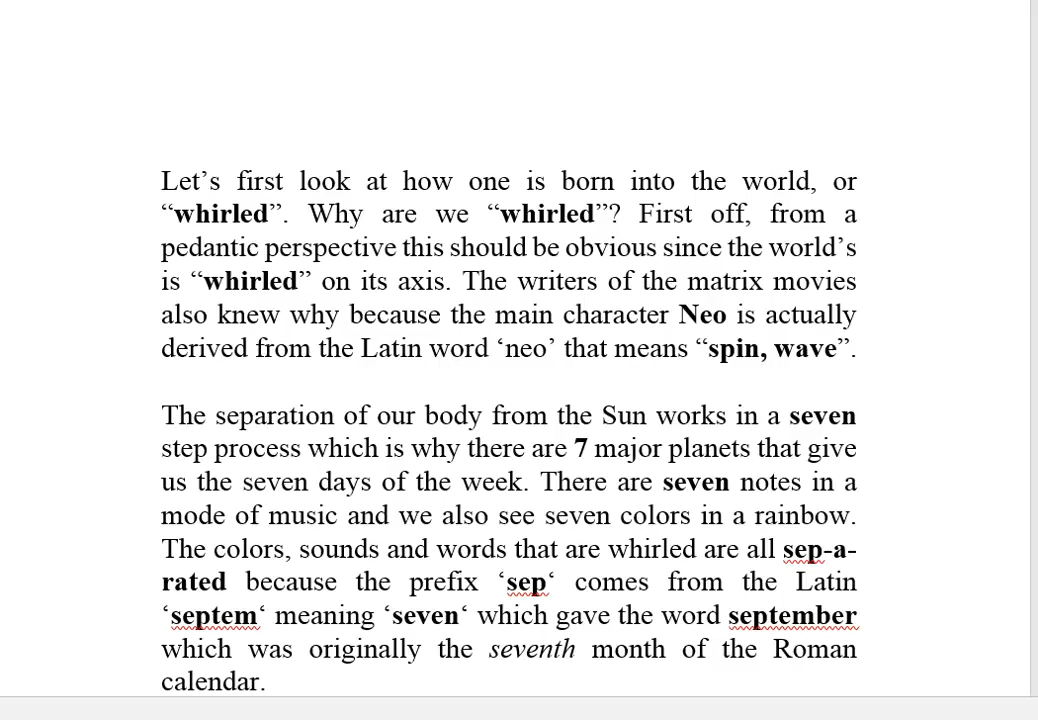 Let’s first look at how one is born into the world, or
“whirled”. Why are we “whirled”? First off, from a
pedantic perspective this should be obvious since the world’s
is “whirled” on its axis. The writers of the matrix movies
also knew why because the main character Neo is actually
derived from the Latin word ‘neo’ that means “spin, wave”.
The separation of our body from the Sun works in a seven
step process which is why there are 7 major planets that give
us the seven days of the week. There are seven notes in a
mode of music and we also see seven colors in a rainbow.
The colors, sounds and words that are whirled are all sep-a-
rated because the prefix ‘sep‘ comes from the Latin
‘septem‘ meaning ‘seven‘ which gave the word september
which was originally the seventh month of the Roman
calendar.